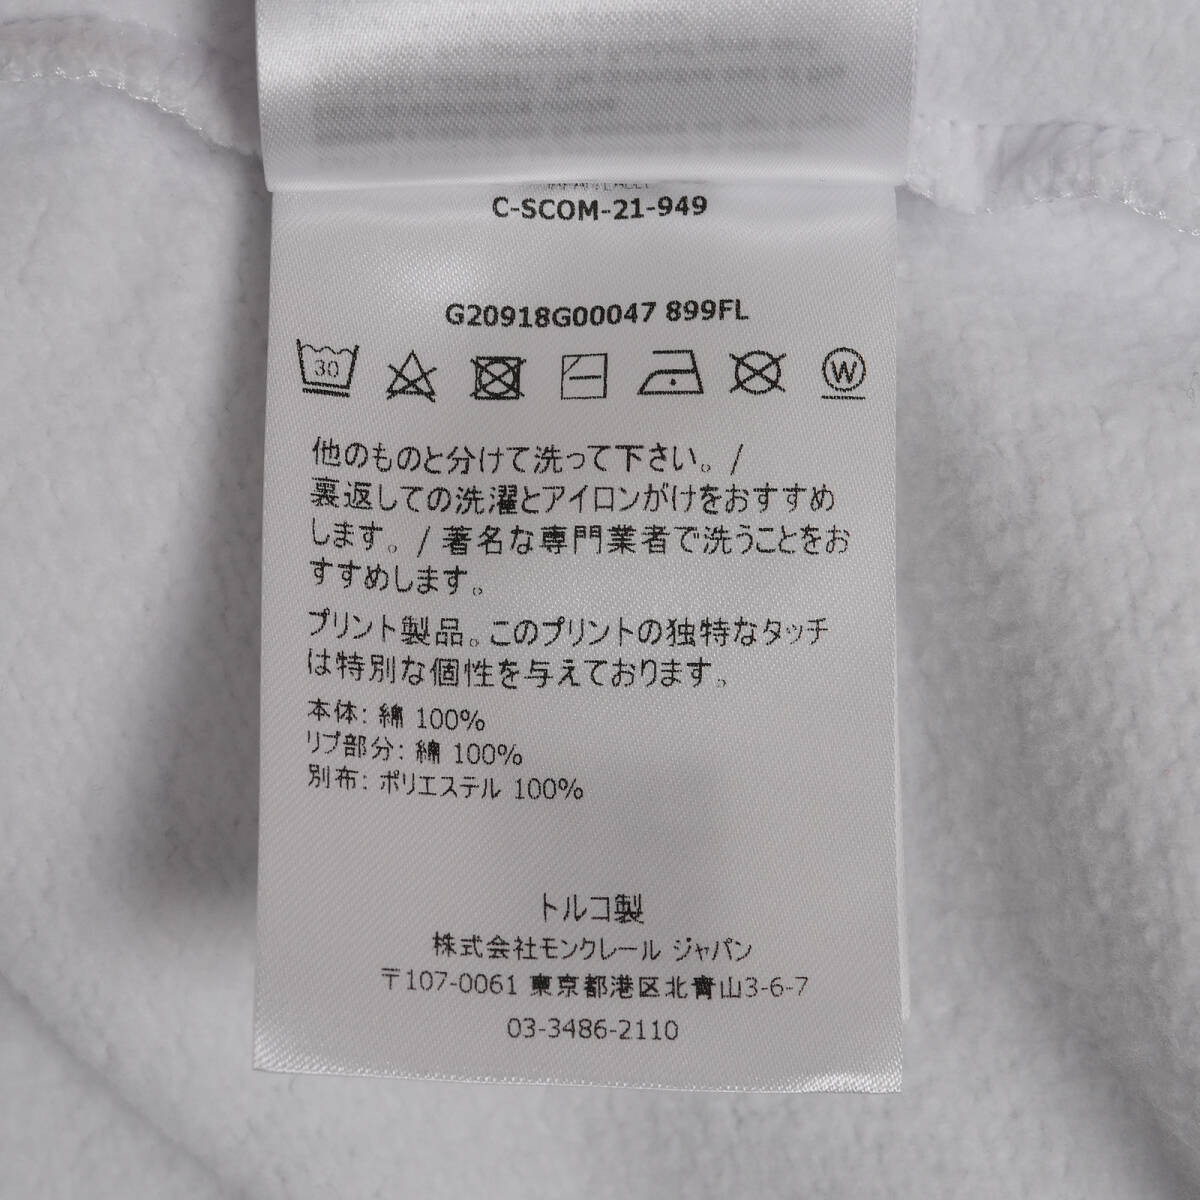 C-SCOM-21-949
G20918G00047 899FL
30
W
他のものと分けて洗って下さい。/
裏返しての洗濯とアイロンがけをおすすめ
します。/ 著名な専門業者で洗うことをお
すすめします。
プリント製品。このプリントの独特なタッチ
は特別な個性を与えております。
本体: 綿 100%
リブ部分: 綿 100%
別布: ポリエステル 100%
トルコ製
株式会社モンクレール ジャパン
〒107-0061 東京都港区北青山3-6-7
03-3486-2110